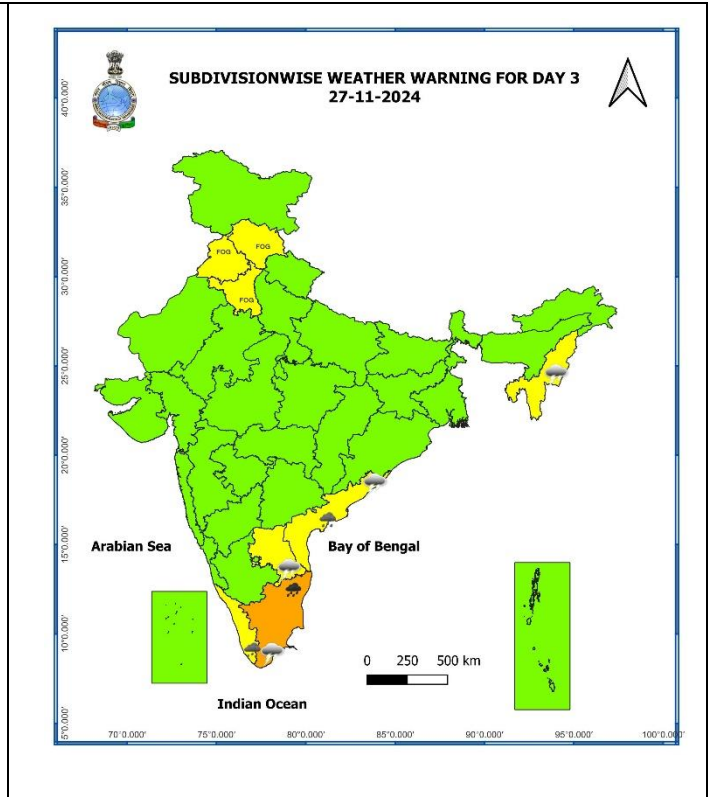 SUBDIVISIONWISE WEATHER WARNING FOR DAY 3
27-11-2024
40°0.000'
35°0.000'
30°0.000'
25°0.000'
20°0.000'
15°0.000'
10°0.000'
5°0.000'
FOG
FOG
FOG
Arabian Sea
Bay of Bengal
0 250 500 km
Indian Ocean
70°0.000' 75°0.000' 80°0.000' 85°0.000' 90°0.000' 95°0.000' 100°0.000'